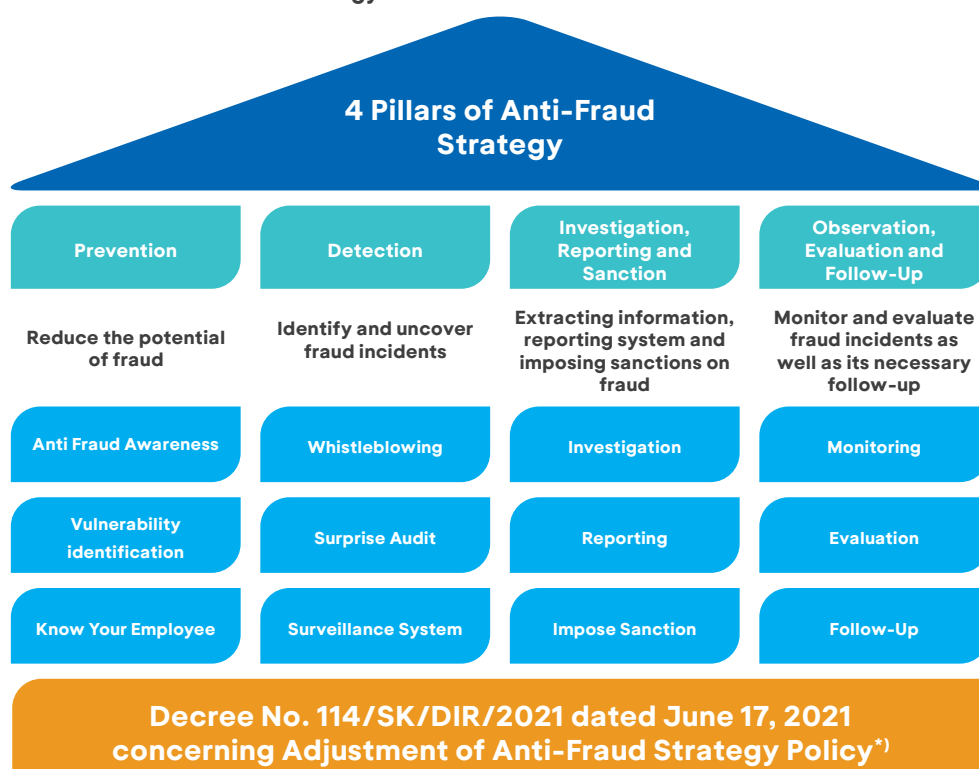 4 Pillars of Anti-Fraud
Strategy
Prevention
Detection
Investigation,
Reporting and
Sanction
Observation,
Evaluation and
Follow-Up
Reduce the potential
of fraud
Identify and uncover
fraud incidents
Extracting information,
reporting system and
imposing sanctions on
fraud
Monitor and evaluate
fraud incidents as
well as its necessary
follow-up
Anti Fraud Awareness
Whistleblowing
Investigation
Monitoring
Vulnerability
identification
Surprise Audit
Reporting
Evaluation
Know Your Employee
Surveillance System
Impose Sanction
Follow-Up
Decree No. 114/SK/DIR/2021 dated June 17, 2021
concerning Adjustment of Anti-Fraud Strategy Policy*)